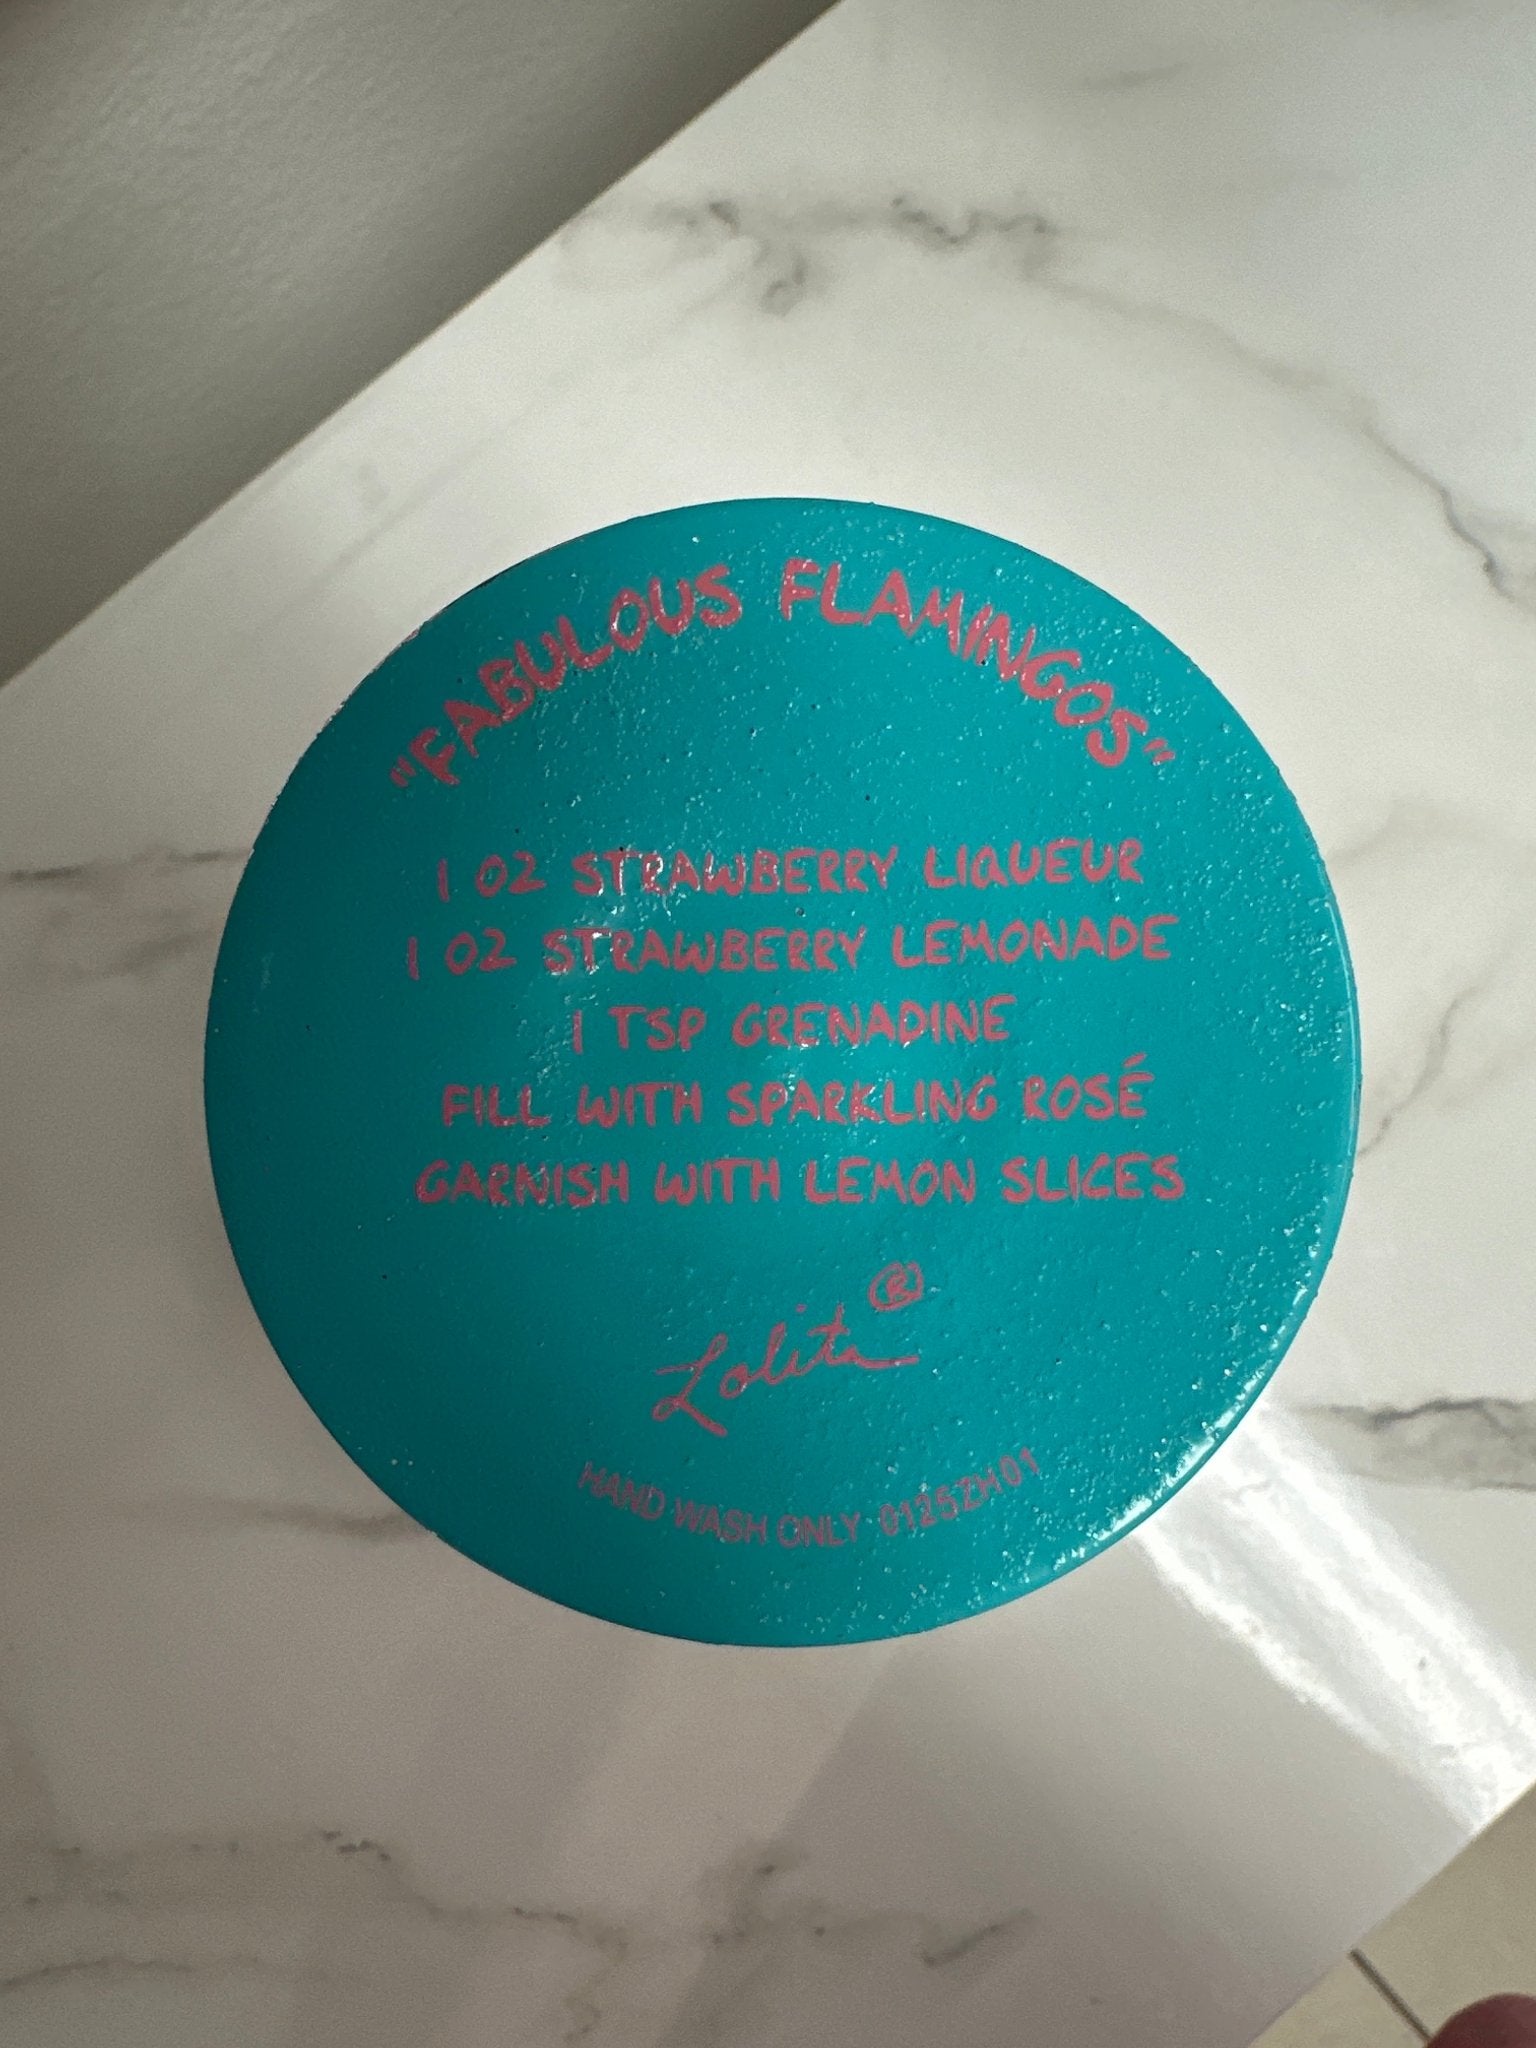 "FABULOUS FLAMINGOS"
1 OZ STRAWBERRY LIQUEUR
1 OZ STRAWBERRY LEMONADE
1 TSP GRENADINE
FILL WITH SPARKLING ROSÉ
GARNISH WITH LEMON SLICES
Lolita®
HAND WASH ONLY 0125ZH01